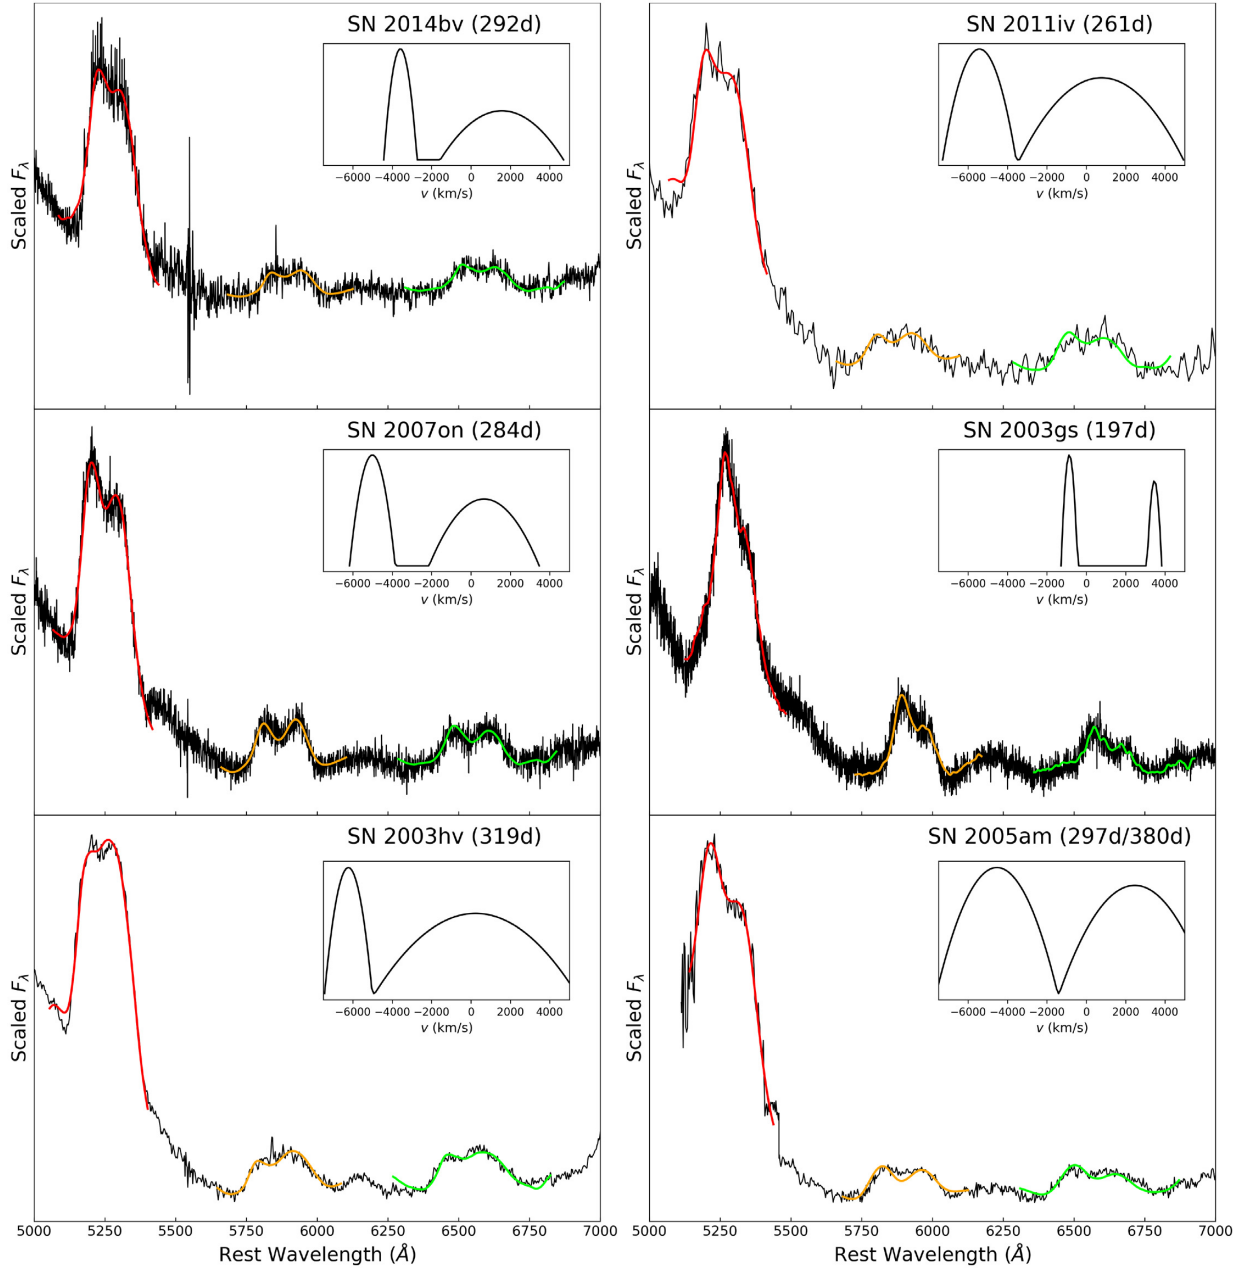 SN 2014bv (292d)
−6000 −4000 −2000 0 2000 4000
v (km/s)
Scaled Fλ
SN 2011iv (261d)
−6000 −4000 −2000 0 2000 4000
v (km/s)
Scaled Fλ
SN 2007on (284d)
−6000 −4000 −2000 0 2000 4000
v (km/s)
Scaled Fλ
SN 2003gs (197d)
−6000 −4000 −2000 0 2000 4000
v (km/s)
Scaled Fλ
SN 2003hv (319d)
−6000 −4000 −2000 0 2000 4000
v (km/s)
Scaled Fλ
5000 5250 5500 5750 6000 6250 6500 6750 7000
Rest Wavelength (Å)
SN 2005am (297d/380d)
−6000 −4000 −2000 0 2000 4000
v (km/s)
Scaled Fλ
5000 5250 5500 5750 6000 6250 6500 6750 7000
Rest Wavelength (Å)